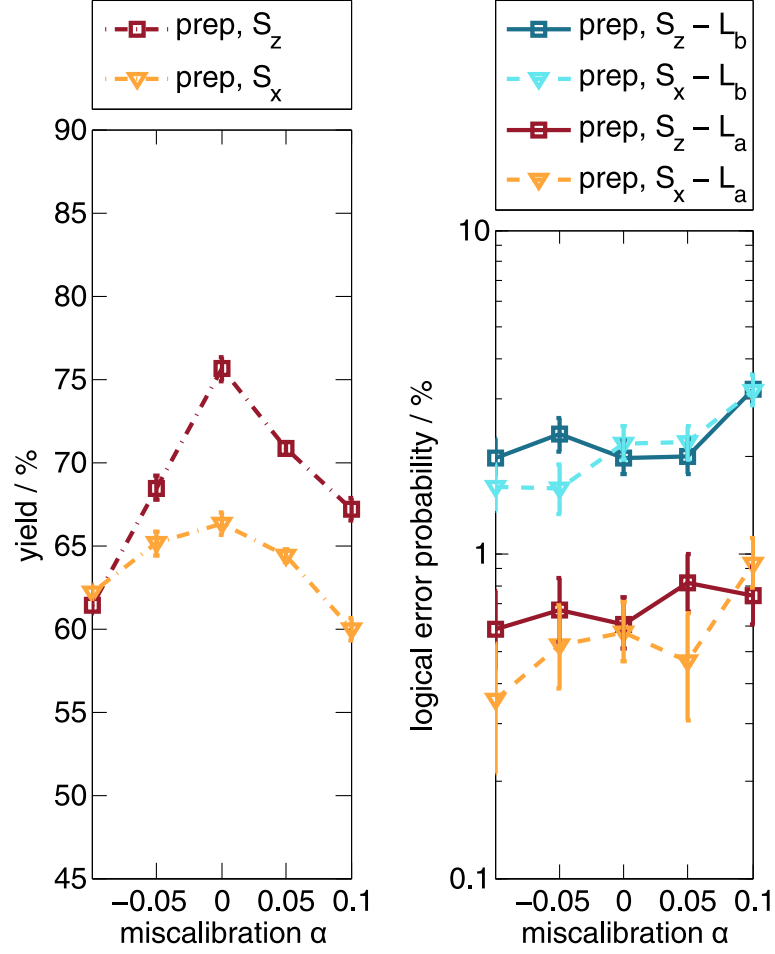 prep, S_z
prep, S_x
90
85
80
75
70
65
60
55
50
45
yield / %
−0.05 0 0.05 0.1
miscalibration α
prep, S_z − L_b
prep, S_x − L_b
prep, S_z − L_a
prep, S_x − L_a
10
1
0.1
logical error probability / %
−0.05 0 0.05 0.1
miscalibration α